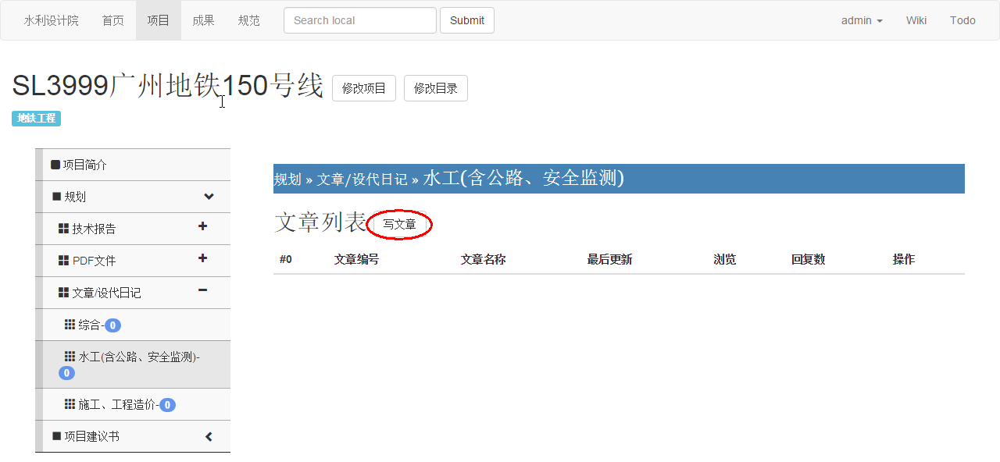 水利设计院 首页 项目 成果 规范 Search local Submit admin Wiki Todo
SL3999广州地铁150号线 修改项目 修改目录
地铁工程
项目简介
规划
技术报告
PDF文件
文章/设代日记
综合-0
水工(含公路、安全监测)-
0
施工、工程造价-0
项目建议书
规划 » 文章/设代日记 » 水工(含公路、安全监测)
文章列表 写文章
#0 文章编号 文章名称 最后更新 浏览 回复数 操作